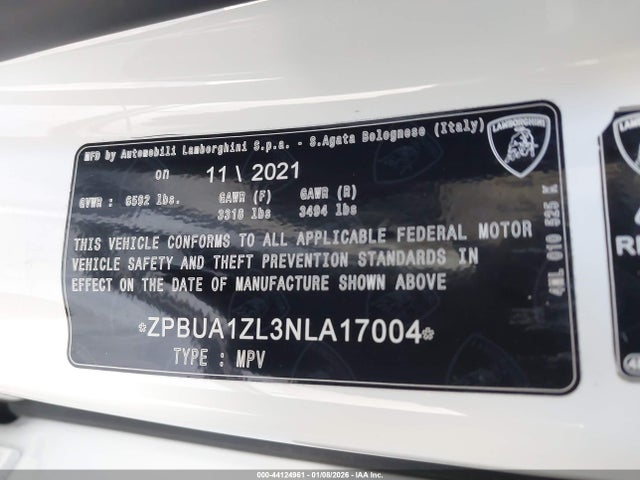 MFD by Automobili Lamborghini S.p.a. - S.Agata Bolognese (Italy)
on 11 \ 2021
GVWR : 6592 lbs. GAWR (F) GAWR (R)
3318 lbs 3494 lbs
THIS VEHICLE CONFORMS TO ALL APPLICABLE FEDERAL MOTOR
VEHICLE SAFETY AND THEFT PREVENTION STANDARDS IN
EFFECT ON THE DATE OF MANUFACTURE SHOWN ABOVE
*ZPBUA1ZL3NLA17004*
TYPE : MPV
LAMBORGHINI
4ML 010 525 K
000-44124961 - 01/08/2026 - IAA Inc.